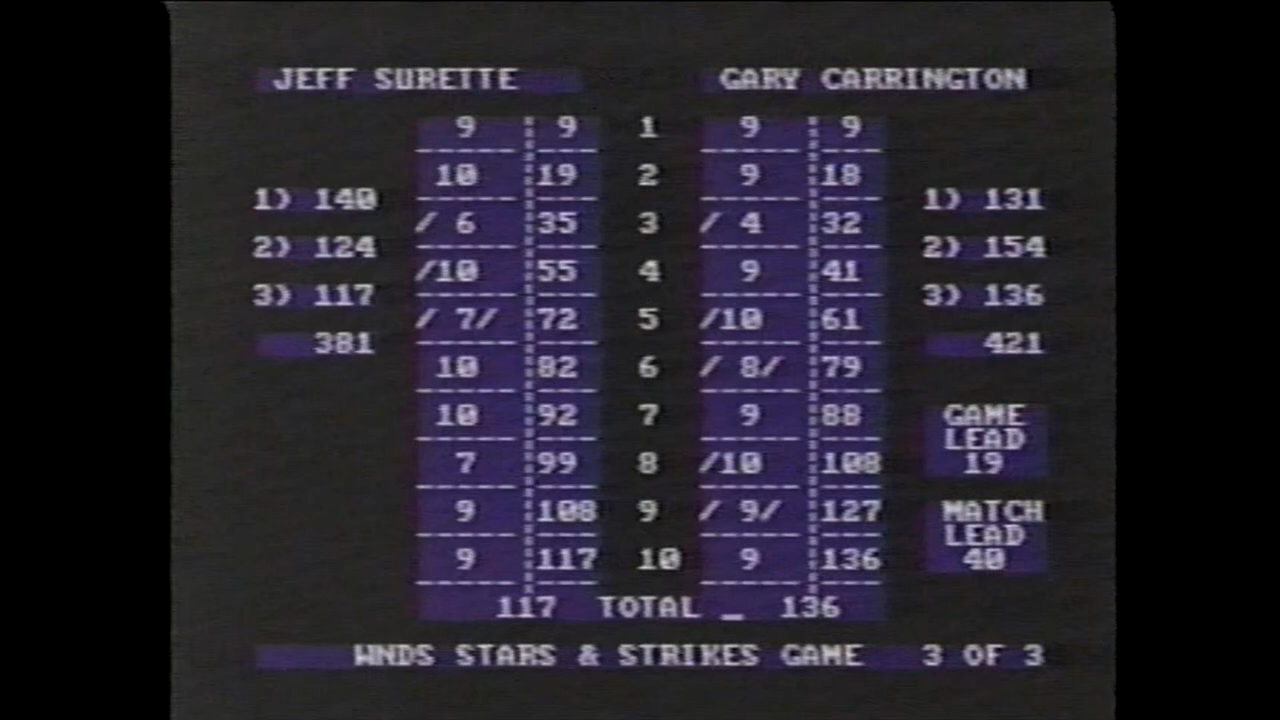 JEFF SURETTE GARY CARRINGTON
9 9 1 9 9
10 19 2 9 18
1) 140 1) 131
/ 6 35 3 / 4 32
2) 124 2) 154
/10 55 4 9 41
3) 117 3) 136
/ 7/ 72 5 /10 61
381 421
10 82 6 / 8/ 79
10 92 7 9 88 GAME
LEAD
7 99 8 /10 108 19
9 108 9 / 9/ 127 MATCH
LEAD
9 117 10 9 136 40
117 TOTAL _ 136
WNDS STARS & STRIKES GAME 3 OF 3